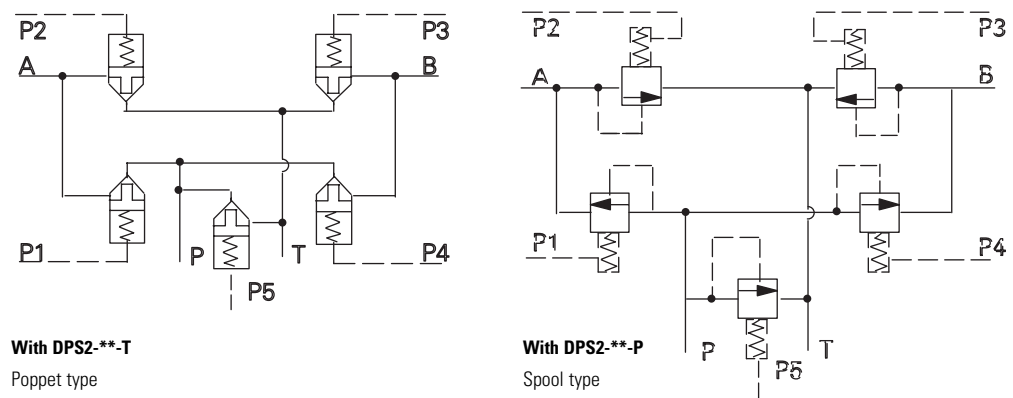 P2
P3
A
B
P1
P
T
P4
P5
With DPS2-**-T
Poppet type
P2
P3
A
B
P1
P4
P
T
P5
With DPS2-**-P
Spool type